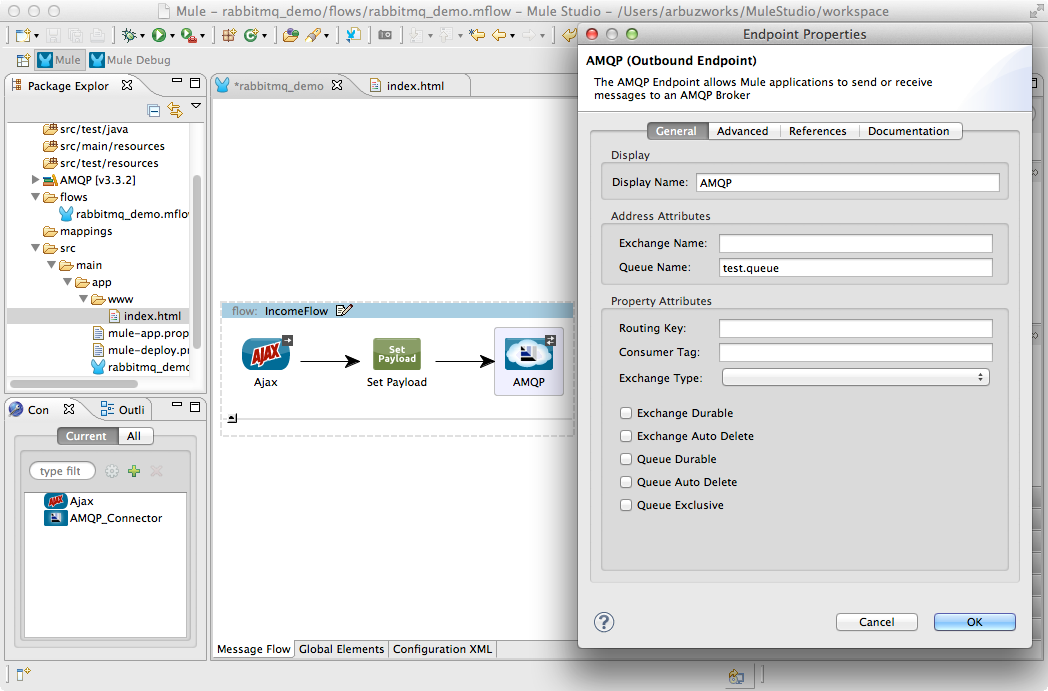 Mule – rabbitmq_demo/flows/rabbitmq_demo.mflow – Mule Studio – /Users/arbuzworks/MuleStudio/workspace
Mule
Mule Debug
Package Explor
src/test/java
src/main/resources
src/test/resources
AMQP [v3.3.2]
flows
rabbitmq_demo.mflo
mappings
src
main
app
www
index.html
mule-app.prop
mule-deploy.pr
rabbitmq_demo
Con
Outli
Current
All
type filt
Ajax
AMQP_Connector
*rabbitmq_demo
index.html
flow: IncomeFlow
AJAX
Set
Payload
Ajax
Set Payload
AMQP
Message Flow
Global Elements
Configuration XML
Endpoint Properties
AMQP (Outbound Endpoint)
The AMQP Endpoint allows Mule applications to send or receive
messages to an AMQP Broker
General
Advanced
References
Documentation
Display
Display Name: AMQP
Address Attributes
Exchange Name:
Queue Name: test.queue
Property Attributes
Routing Key:
Consumer Tag:
Exchange Type:
Exchange Durable
Exchange Auto Delete
Queue Durable
Queue Auto Delete
Queue Exclusive
?
Cancel
OK